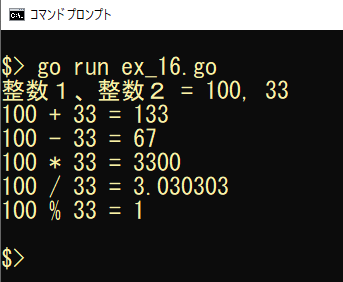 コマンドプロンプト
$> go run ex_16.go
整数１、整数２ = 100, 33
100 + 33 = 133
100 - 33 = 67
100 * 33 = 3300
100 / 33 = 3.030303
100 % 33 = 1
$>